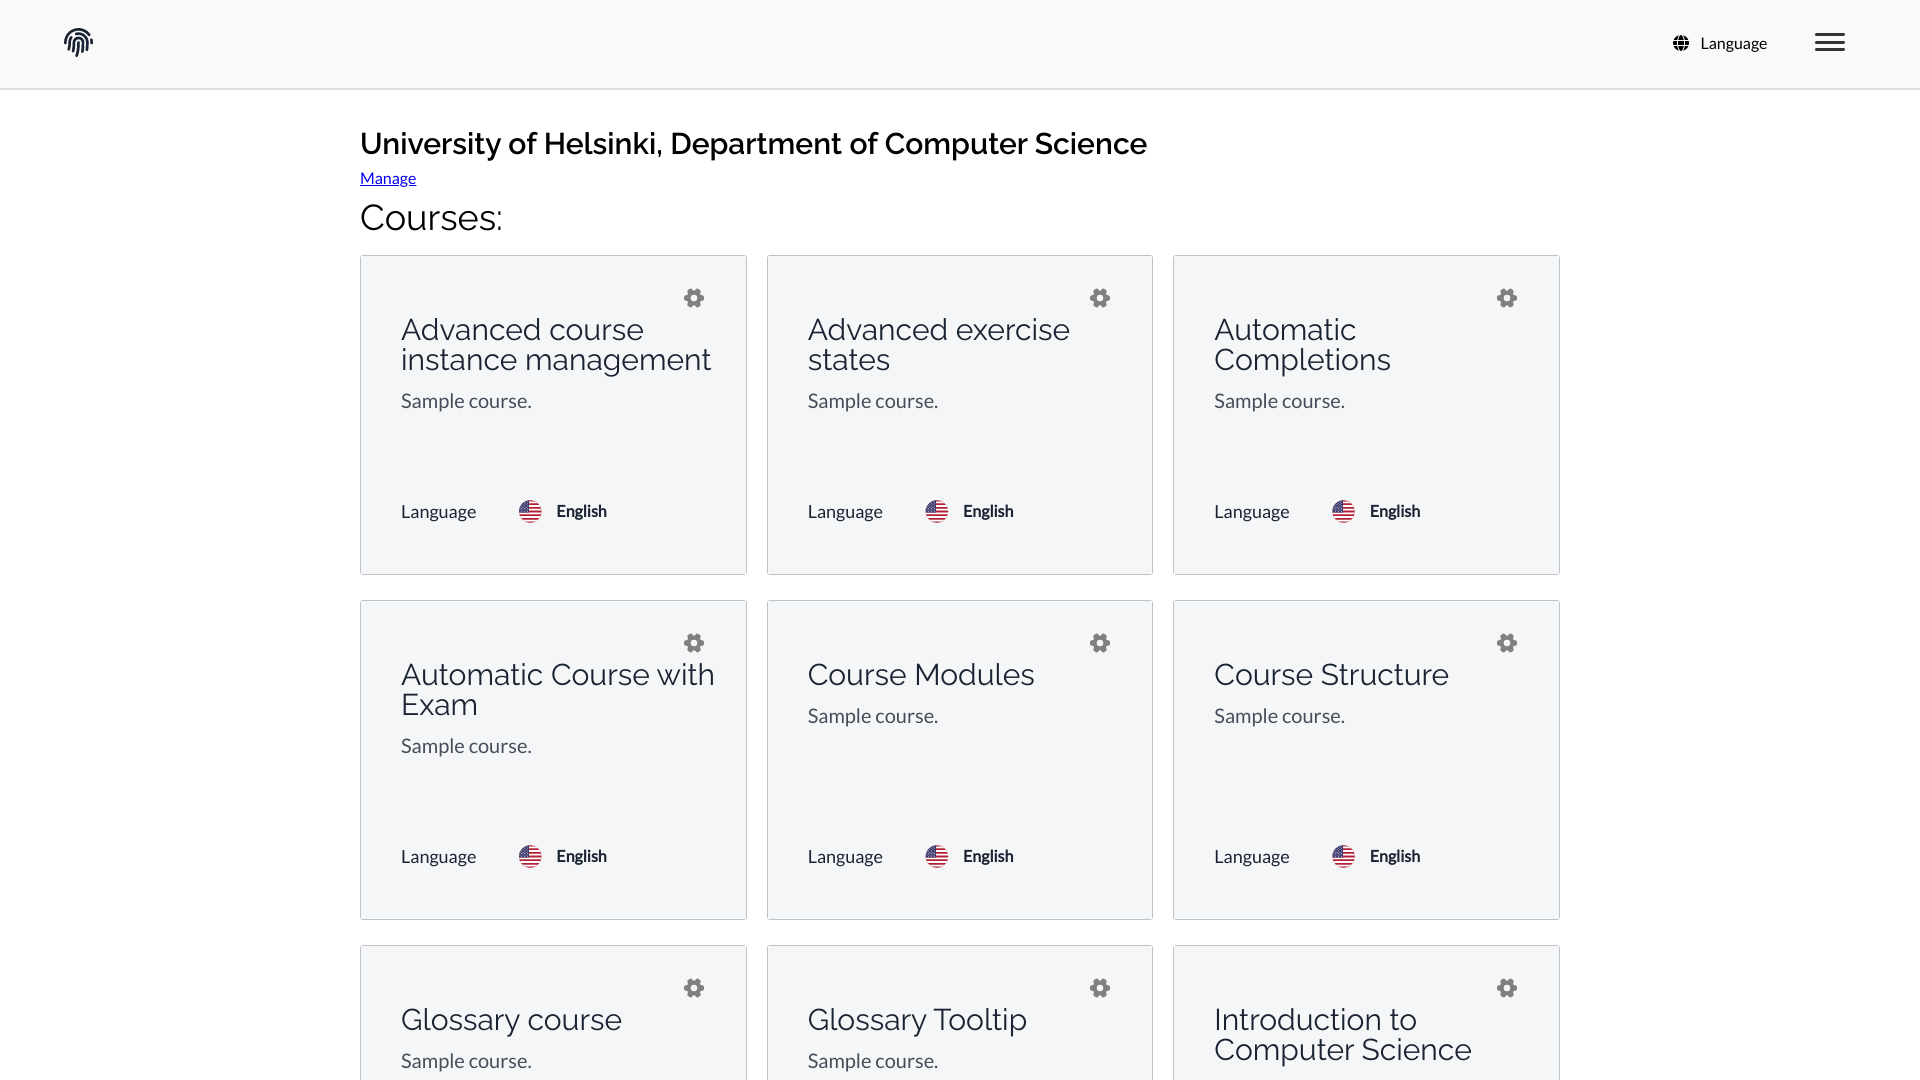 Language
University of Helsinki, Department of Computer Science
Manage
Courses:
Advanced course
instance management
Sample course.
Language English
Advanced exercise
states
Sample course.
Language English
Automatic
Completions
Sample course.
Language English
Automatic Course with
Exam
Sample course.
Language English
Course Modules
Sample course.
Language English
Course Structure
Sample course.
Language English
Glossary course
Sample course.
Glossary Tooltip
Sample course.
Introduction to
Computer Science